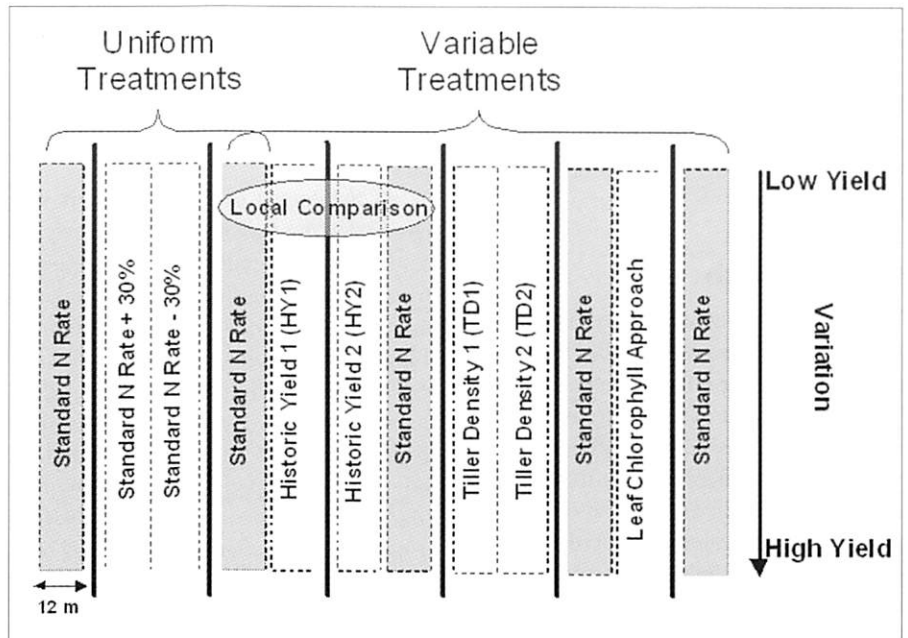 Uniform
Treatments
Variable
Treatments
Standard N Rate
Standard N Rate + 30%
Standard N Rate - 30%
Standard N Rate
Historic Yield 1 (HY1)
Historic Yield 2 (HY2)
Standard N Rate
Tiller Density 1 (TD1)
Tiller Density 2 (TD2)
Standard N Rate
Leaf Chlorophyll Approach
Standard N Rate
Local Comparison
Low Yield
Variation
High Yield
12 m